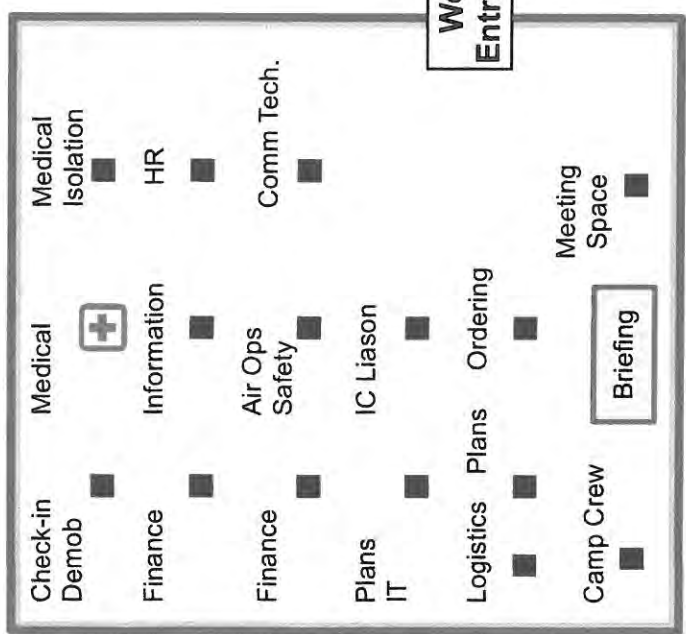 Check-in
Demob
Medical
Medical
Isolation
Finance
Information
HR
Finance
Air Ops
Safety
Comm Tech.
Plans
IT
IC Liason
Logistics
Plans
Ordering
Camp Crew
Briefing
Meeting
Space